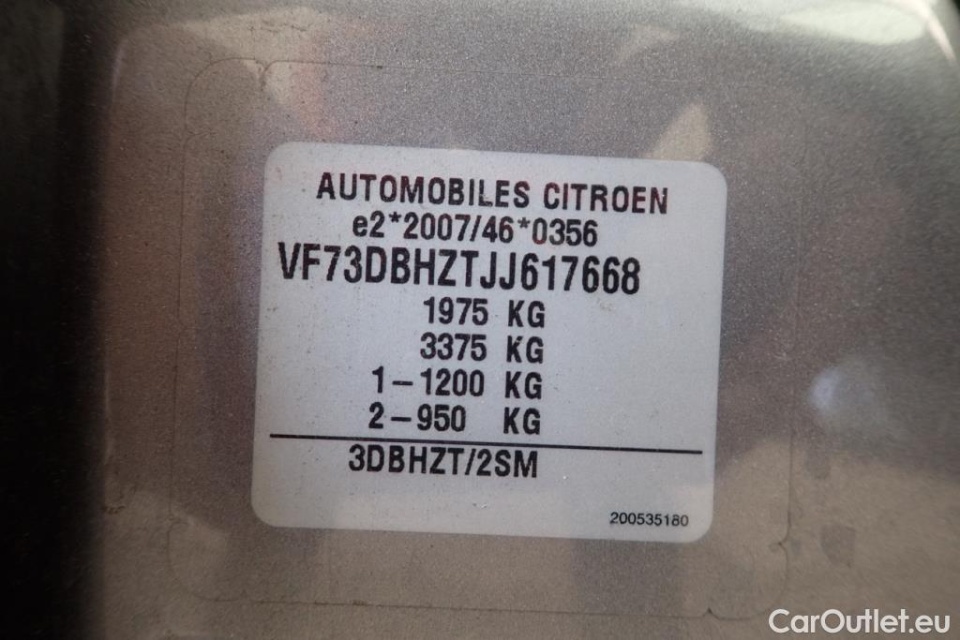 AUTOMOBILES CITROEN
e2*2007/46*0356
VF73DBHZTJJ617668
1975 KG
3375 KG
1-1200 KG
2-950 KG
3DBHZT/2SM
200535180
CarOutlet.eu